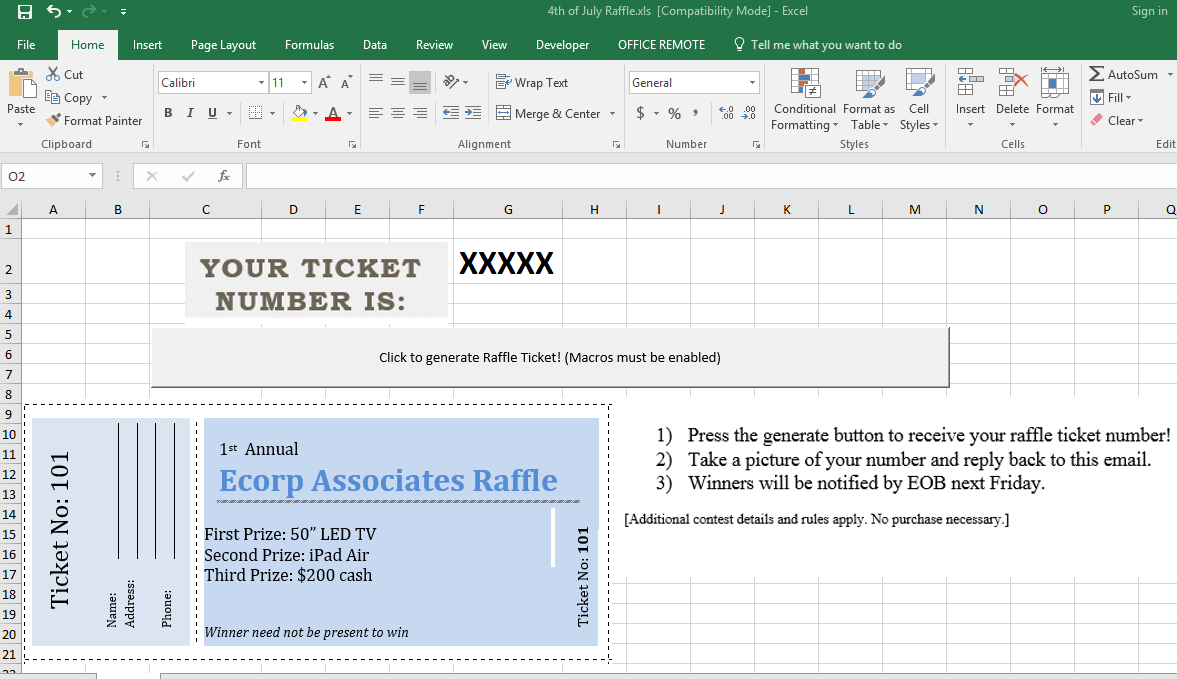 4th of July Raffle.xls [Compatibility Mode] - Excel
Sign in
File Home Insert Page Layout Formulas Data Review View Developer OFFICE REMOTE Tell me what you want to do
Cut
Copy
Format Painter
Paste
Clipboard
Calibri 11
B I U
Font
Wrap Text
Merge & Center
Alignment
General
$ % ,
Number
Conditional Formatting
Format as Table
Cell Styles
Styles
Insert Delete Format
Cells
AutoSum
Fill
Clear
Edit
O2
fx
A B C D E F G H I J K L M N O P Q
1
2
3
4
5
6
7
8
9
10
11
12
13
14
15
16
17
18
19
20
21
22
YOUR TICKET
NUMBER IS:
XXXXX
Click to generate Raffle Ticket! (Macros must be enabled)
Ticket No: 101
Name:
Address:
Phone:
1st Annual
Ecorp Associates Raffle
First Prize: 50” LED TV
Second Prize: iPad Air
Third Prize: $200 cash
Winner need not be present to win
Ticket No: 101
1) Press the generate button to receive your raffle ticket number!
2) Take a picture of your number and reply back to this email.
3) Winners will be notified by EOB next Friday.
[Additional contest details and rules apply. No purchase necessary.]